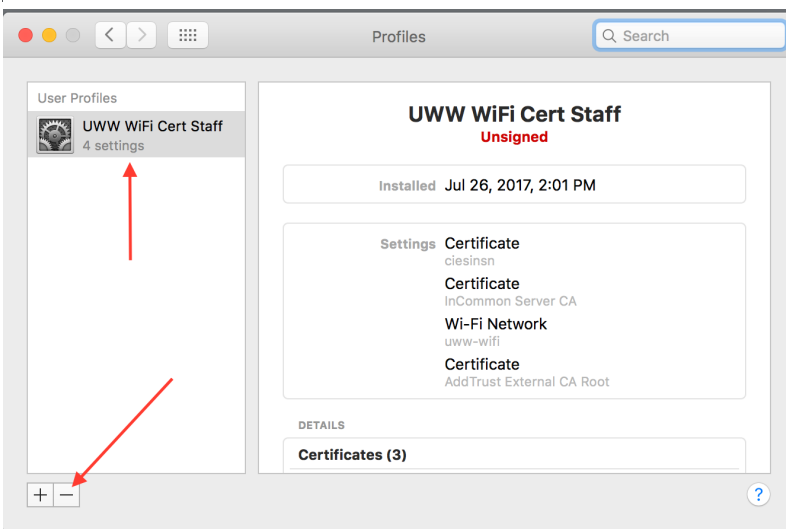 Profiles
Search
User Profiles
UWW WiFi Cert Staff
4 settings
UWW WiFi Cert Staff
Unsigned
Installed Jul 26, 2017, 2:01 PM
Settings Certificate
ciesinsn
Certificate
InCommon Server CA
Wi-Fi Network
uww-wifi
Certificate
AddTrust External CA Root
DETAILS
Certificates (3)
+ −
?